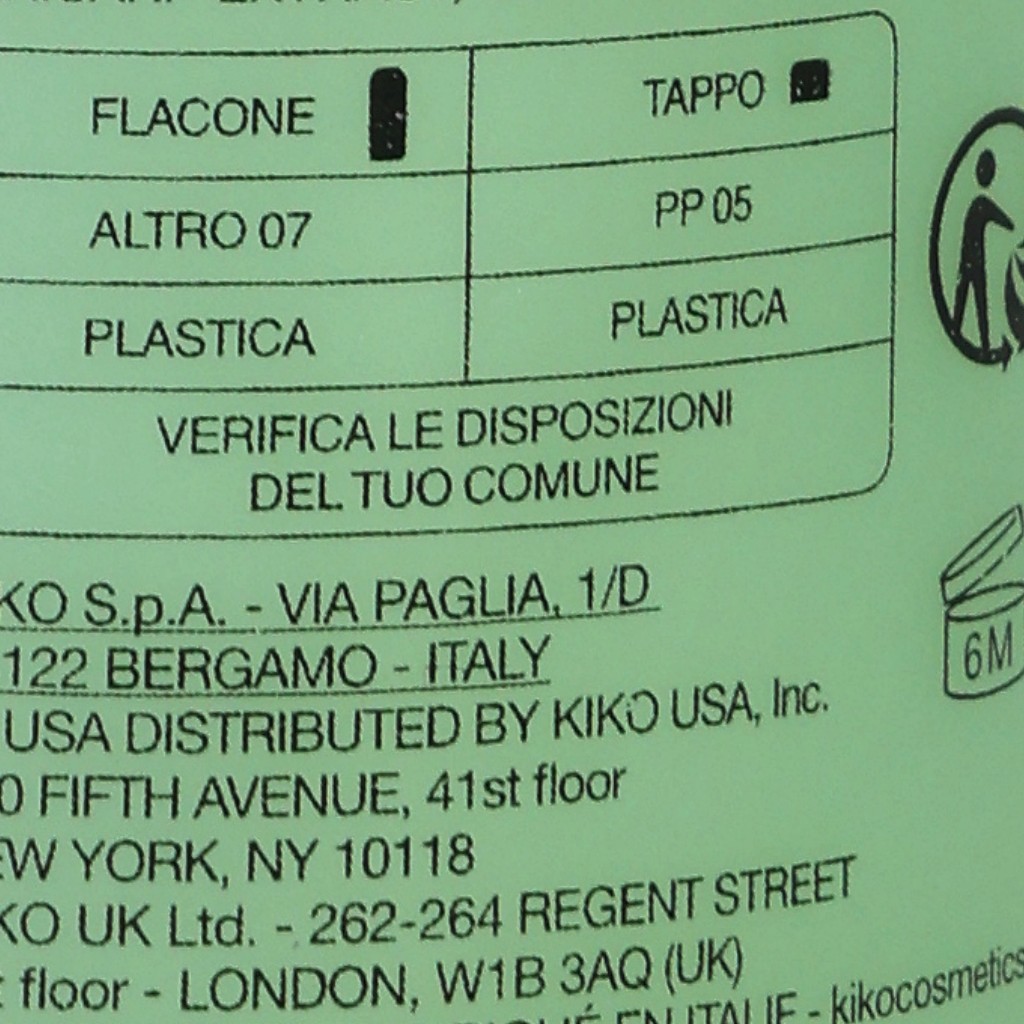 FLACONE TAPPO
ALTRO 07 PP 05
PLASTICA PLASTICA
VERIFICA LE DISPOSIZIONI
DEL TUO COMUNE
KO S.p.A. - VIA PAGLIA, 1/D
122 BERGAMO - ITALY
USA DISTRIBUTED BY KIKO USA, Inc.
0 FIFTH AVENUE, 41st floor
EW YORK, NY 10118
KO UK Ltd. - 262-264 REGENT STREET
t floor - LONDON, W1B 3AQ (UK)
EN ITALIE - kikocosmetics
6M